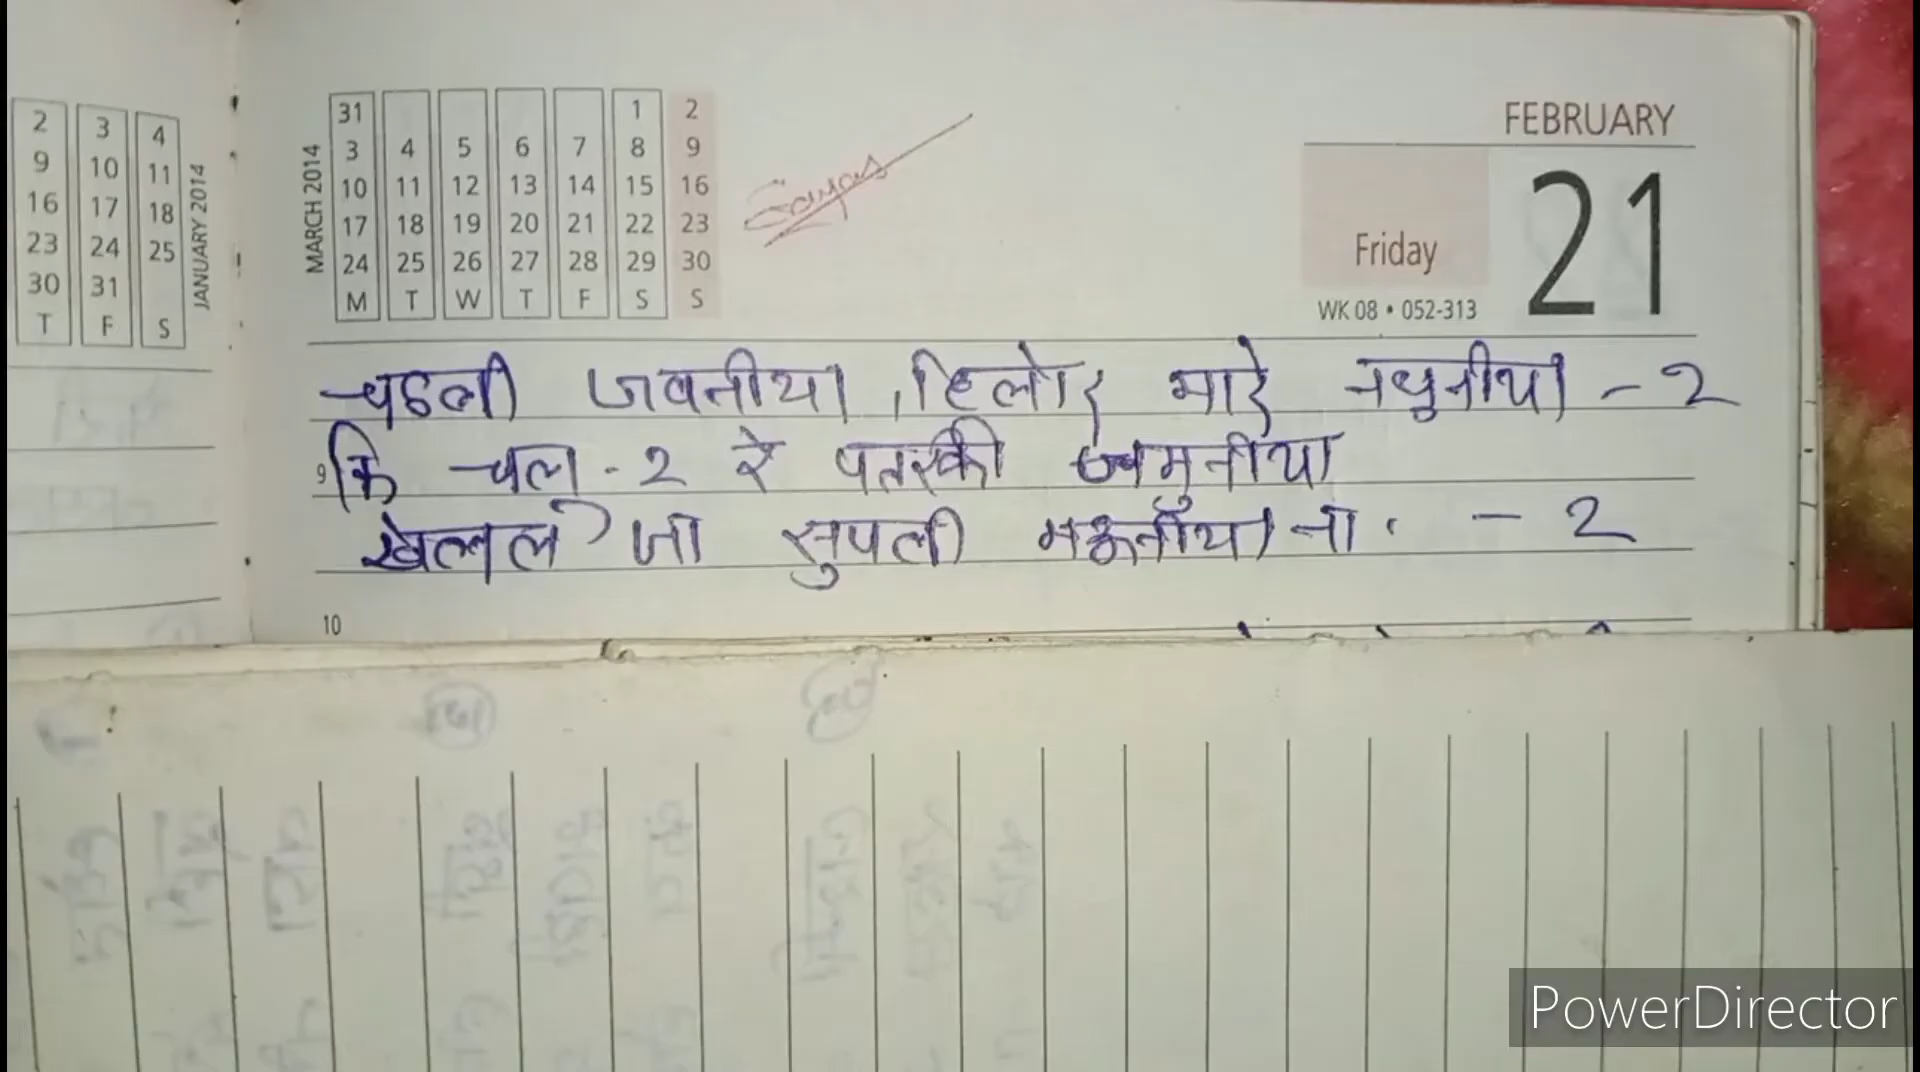 2 3 4
9 10 11
16 17 18
23 24 25
30 31
T F S
JANUARY 2014
MARCH 2014
31 1 2
3 4 5 6 7 8 9
10 11 12 13 14 15 16
17 18 19 20 21 22 23
24 25 26 27 28 29 30
M T W T F S S
FEBRUARY
21
Friday
WK 08 • 052-313
चढली जवनीया, हिलोर मारे नथुनीया - 2
9 कि चल - 2 रे पतरकी जमुनीया
खेलल जा सुपली मऊनीया ना. - 2
10
PowerDirector